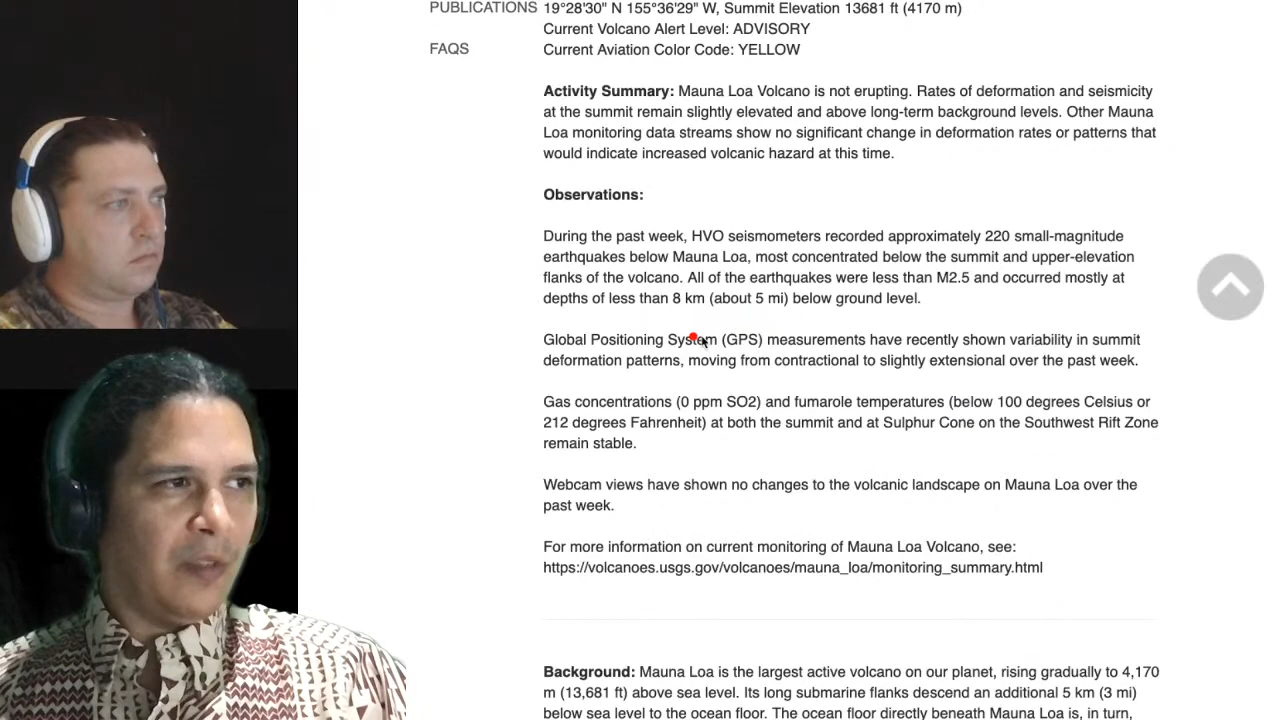 PUBLICATIONS
FAQS
19°28'30" N 155°36'29" W, Summit Elevation 13681 ft (4170 m)
Current Volcano Alert Level: ADVISORY
Current Aviation Color Code: YELLOW
Activity Summary: Mauna Loa Volcano is not erupting. Rates of deformation and seismicity
at the summit remain slightly elevated and above long-term background levels. Other Mauna
Loa monitoring data streams show no significant change in deformation rates or patterns that
would indicate increased volcanic hazard at this time.
Observations:
During the past week, HVO seismometers recorded approximately 220 small-magnitude
earthquakes below Mauna Loa, most concentrated below the summit and upper-elevation
flanks of the volcano. All of the earthquakes were less than M2.5 and occurred mostly at
depths of less than 8 km (about 5 mi) below ground level.
Global Positioning System (GPS) measurements have recently shown variability in summit
deformation patterns, moving from contractional to slightly extensional over the past week.
Gas concentrations (0 ppm SO2) and fumarole temperatures (below 100 degrees Celsius or
212 degrees Fahrenheit) at both the summit and at Sulphur Cone on the Southwest Rift Zone
remain stable.
Webcam views have shown no changes to the volcanic landscape on Mauna Loa over the
past week.
For more information on current monitoring of Mauna Loa Volcano, see:
https://volcanoes.usgs.gov/volcanoes/mauna_loa/monitoring_summary.html
Background: Mauna Loa is the largest active volcano on our planet, rising gradually to 4,170
m (13,681 ft) above sea level. Its long submarine flanks descend an additional 5 km (3 mi)
below sea level to the ocean floor. The ocean floor directly beneath Mauna Loa is, in turn,